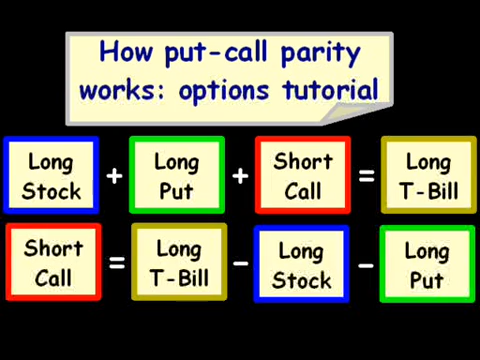 How put-call parity
works: options tutorial
Long Stock + Long Put + Short Call = Long T-Bill
Short Call = Long T-Bill - Long Stock - Long Put